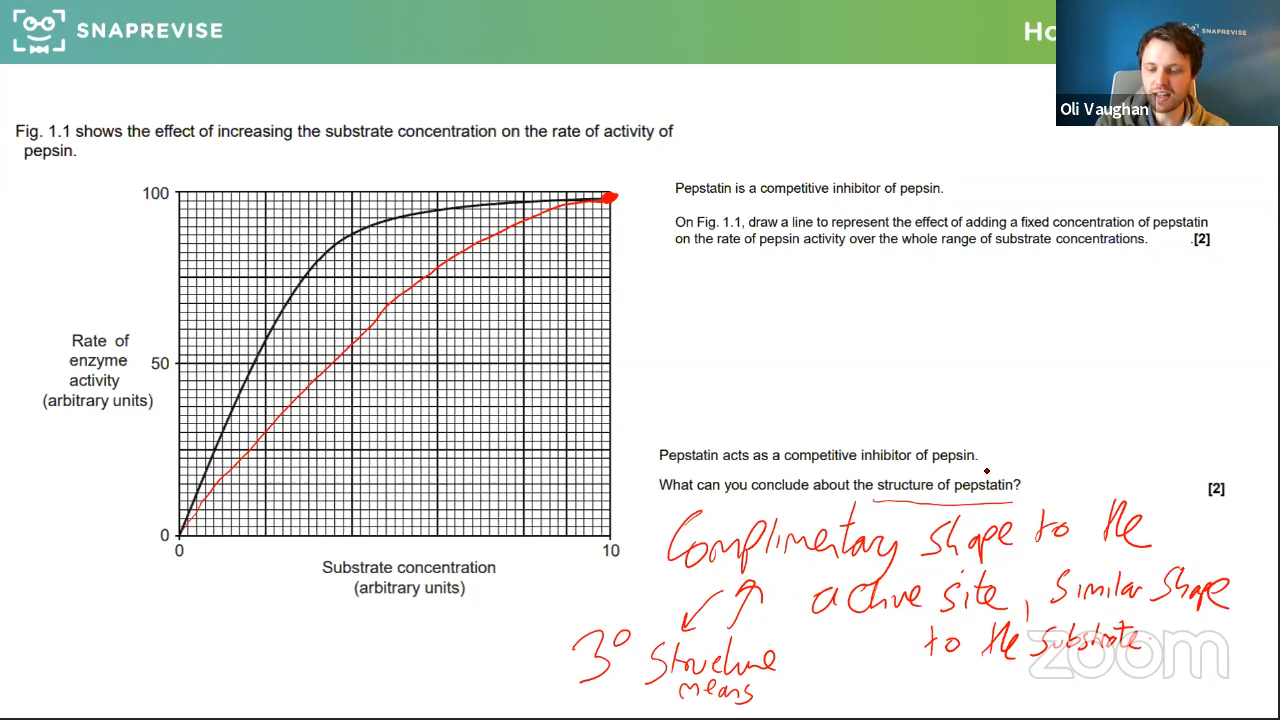 SNAPREVISE
Ho
SNAPREVISE
Oli Vaughan
Fig. 1.1 shows the effect of increasing the substrate concentration on the rate of activity of
pepsin.
100
Rate of
enzyme
activity
(arbitrary units)
50
0
0
10
Substrate concentration
(arbitrary units)
Pepstatin is a competitive inhibitor of pepsin.
On Fig. 1.1, draw a line to represent the effect of adding a fixed concentration of pepstatin
on the rate of pepsin activity over the whole range of substrate concentrations. .[2]
Pepstatin acts as a competitive inhibitor of pepsin.
What can you conclude about the structure of pepstatin? [2]
Complimentary shape to the
active site, similar shape
to the substrate.
3° structure
means
zoom